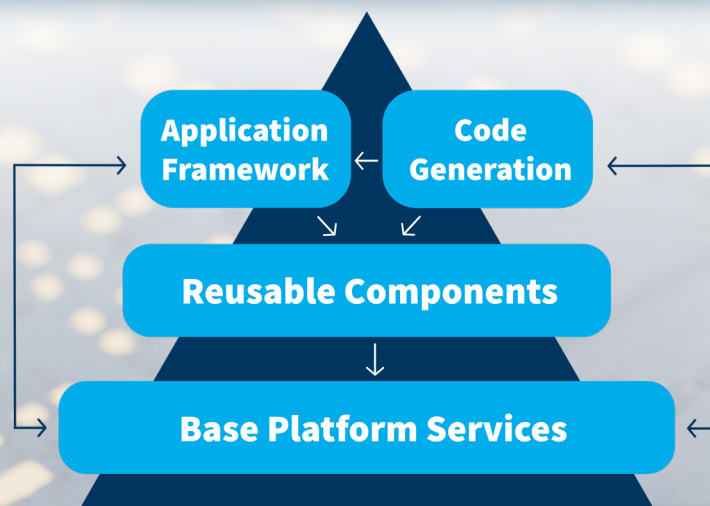 Application
Framework
Code
Generation
Reusable Components
Base Platform Services